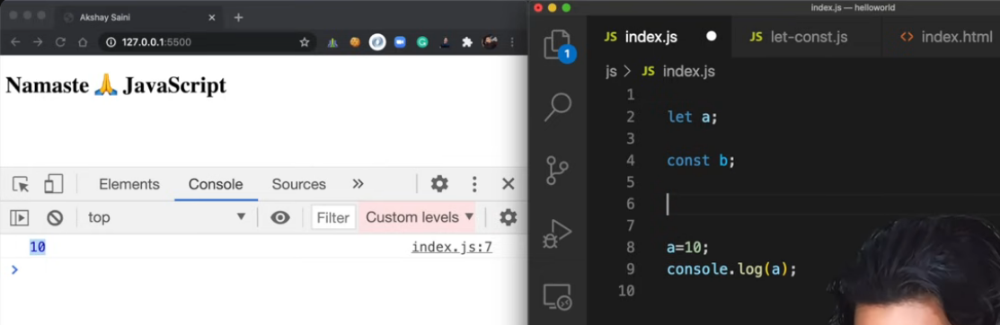 Akshay Saini
127.0.0.1:5500
Namaste 🙏 JavaScript
Elements Console Sources
top Filter Custom levels
10 index.js:7
index.js — helloworld
1
JS index.js JS let-const.js <> index.html
js > JS index.js
1
2 let a;
3
4 const b;
5
6
7
8 a=10;
9 console.log(a);
10